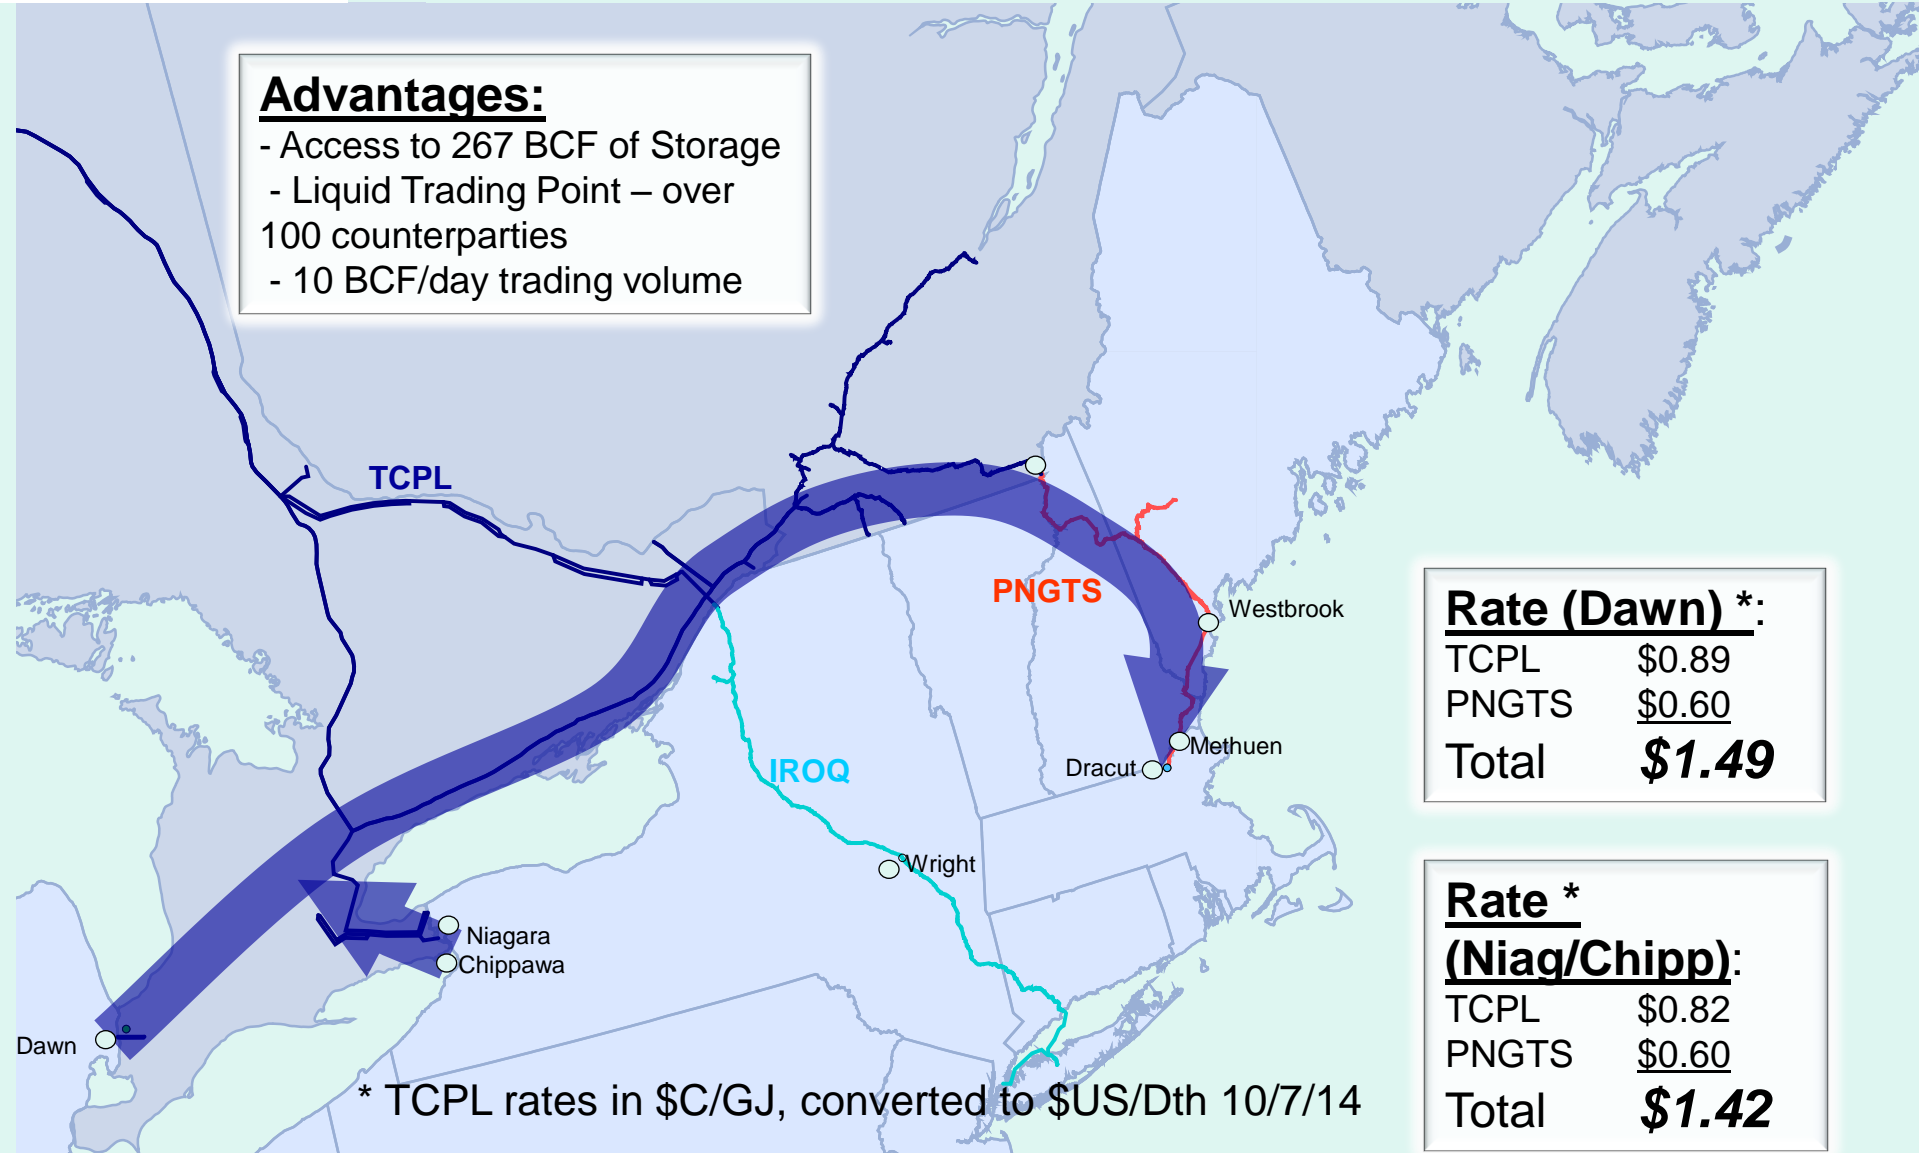 Advantages:
- Access to 267 BCF of Storage
- Liquid Trading Point – over
100 counterparties
- 10 BCF/day trading volume
TCPL
PNGTS
Westbrook
Methuen
Dracut
IROQ
Wright
Niagara
Chippawa
Dawn
Rate (Dawn) *:
TCPL $0.89
PNGTS $0.60
Total $1.49
Rate *
(Niag/Chipp):
TCPL $0.82
PNGTS $0.60
Total $1.42
* TCPL rates in $C/GJ, converted to $US/Dth 10/7/14